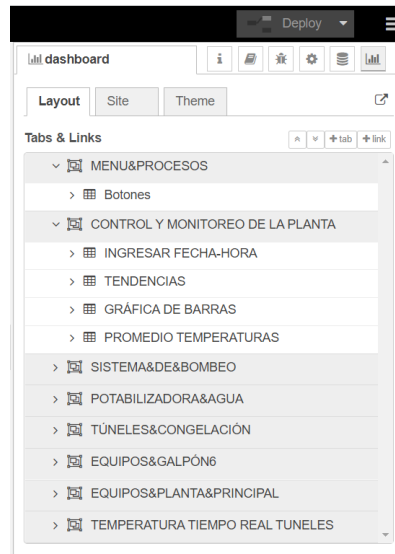 Deploy
dashboard
i
Layout
Site
Theme
Tabs & Links
+tab
+link
MENU&PROCESOS
Botones
CONTROL Y MONITOREO DE LA PLANTA
INGRESAR FECHA-HORA
TENDENCIAS
GRÁFICA DE BARRAS
PROMEDIO TEMPERATURAS
SISTEMA&DE&BOMBEO
POTABILIZADORA&AGUA
TÚNELES&CONGELACIÓN
EQUIPOS&GALPÓN6
EQUIPOS&PLANTA&PRINCIPAL
TEMPERATURA TIEMPO REAL TUNELES